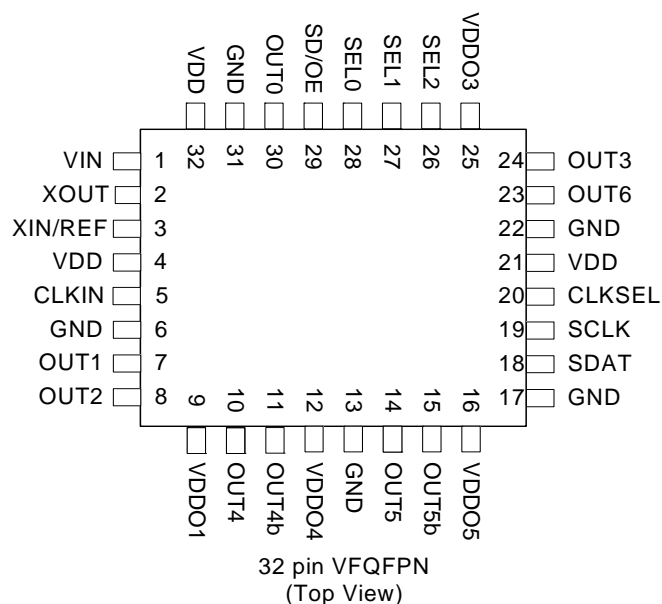 VDD
GND
OUT0
SD/OE
SEL0
SEL1
SEL2
VDDO3
32
31
30
29
28
27
26
25
VIN 1
XOUT 2
XIN/REF 3
VDD 4
CLKIN 5
GND 6
OUT1 7
OUT2 8
24 OUT3
23 OUT6
22 GND
21 VDD
20 CLKSEL
19 SCLK
18 SDAT
17 GND
9
10
11
12
13
14
15
16
VDDO1
OUT4
OUT4b
VDDO4
GND
OUT5
OUT5b
VDDO5
32 pin VFQFPN
(Top View)